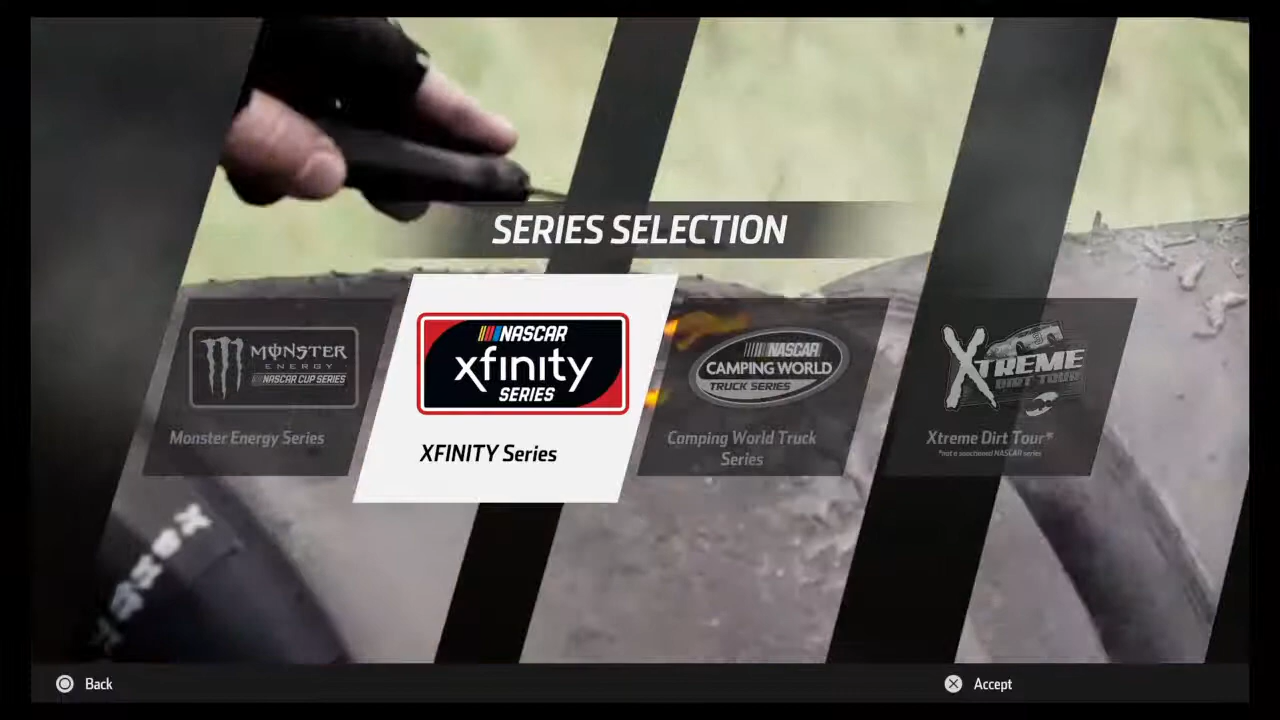 SERIES SELECTION
MONSTER
ENERGY
NASCAR CUP SERIES
Monster Energy Series
NASCAR
xfinity
SERIES
XFINITY Series
NASCAR
CAMPING WORLD
TRUCK SERIES
Camping World Truck
Series
XTREME
DIRT TOUR
Xtreme Dirt Tour*
*not a sanctioned NASCAR series
Back
Accept